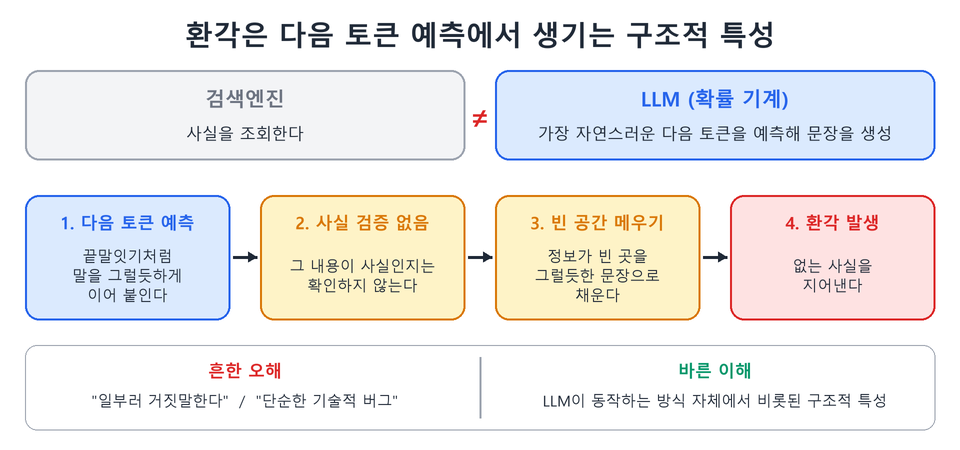 환각은 다음 토큰 예측에서 생기는 구조적 특성
검색엔진
사실을 조회한다
≠
LLM (확률 기계)
가장 자연스러운 다음 토큰을 예측해 문장을 생성
1. 다음 토큰 예측
끝말잇기처럼
말을 그럴듯하게
이어 붙인다
2. 사실 검증 없음
그 내용이 사실인지는
확인하지 않는다
3. 빈 공간 메우기
정보가 빈 곳을
그럴듯한 문장으로
채운다
4. 환각 발생
없는 사실을
지어낸다
흔한 오해
"일부러 거짓말한다" / "단순한 기술적 버그"
바른 이해
LLM이 동작하는 방식 자체에서 비롯된 구조적 특성